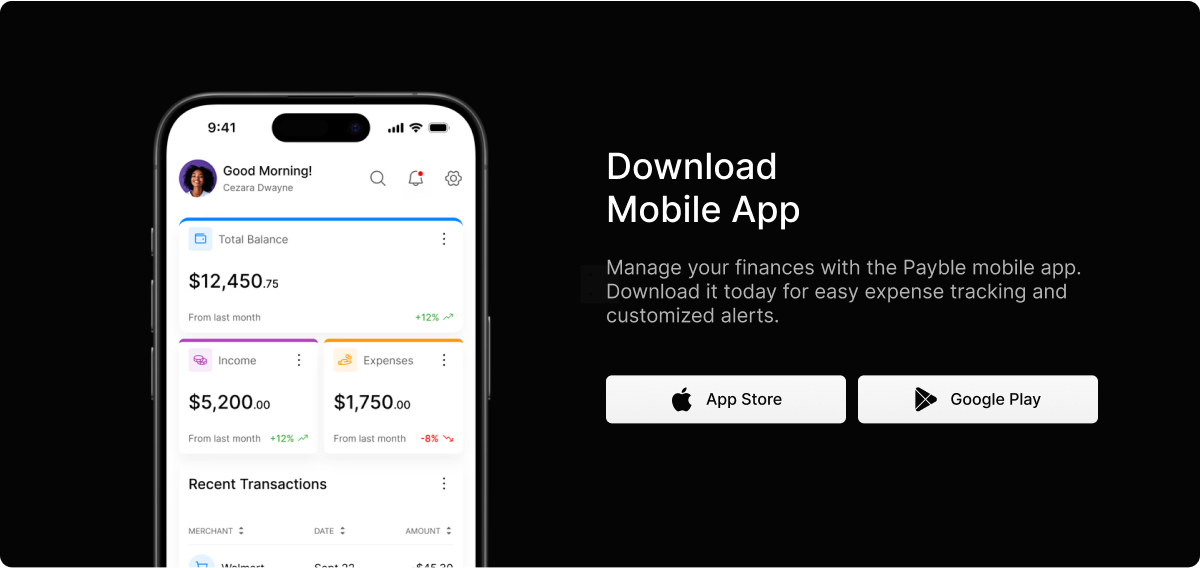 9:41
Good Morning!
Cezara Dwayne
Total Balance
$12,450.75
From last month +12%
Income
$5,200.00
From last month +12%
Expenses
$1,750.00
From last month -8%
Recent Transactions
MERCHANT DATE AMOUNT
Walmart Sept 23 $45.30
Download
Mobile App
Manage your finances with the Payble mobile app.
Download it today for easy expense tracking and
customized alerts.
App Store
Google Play